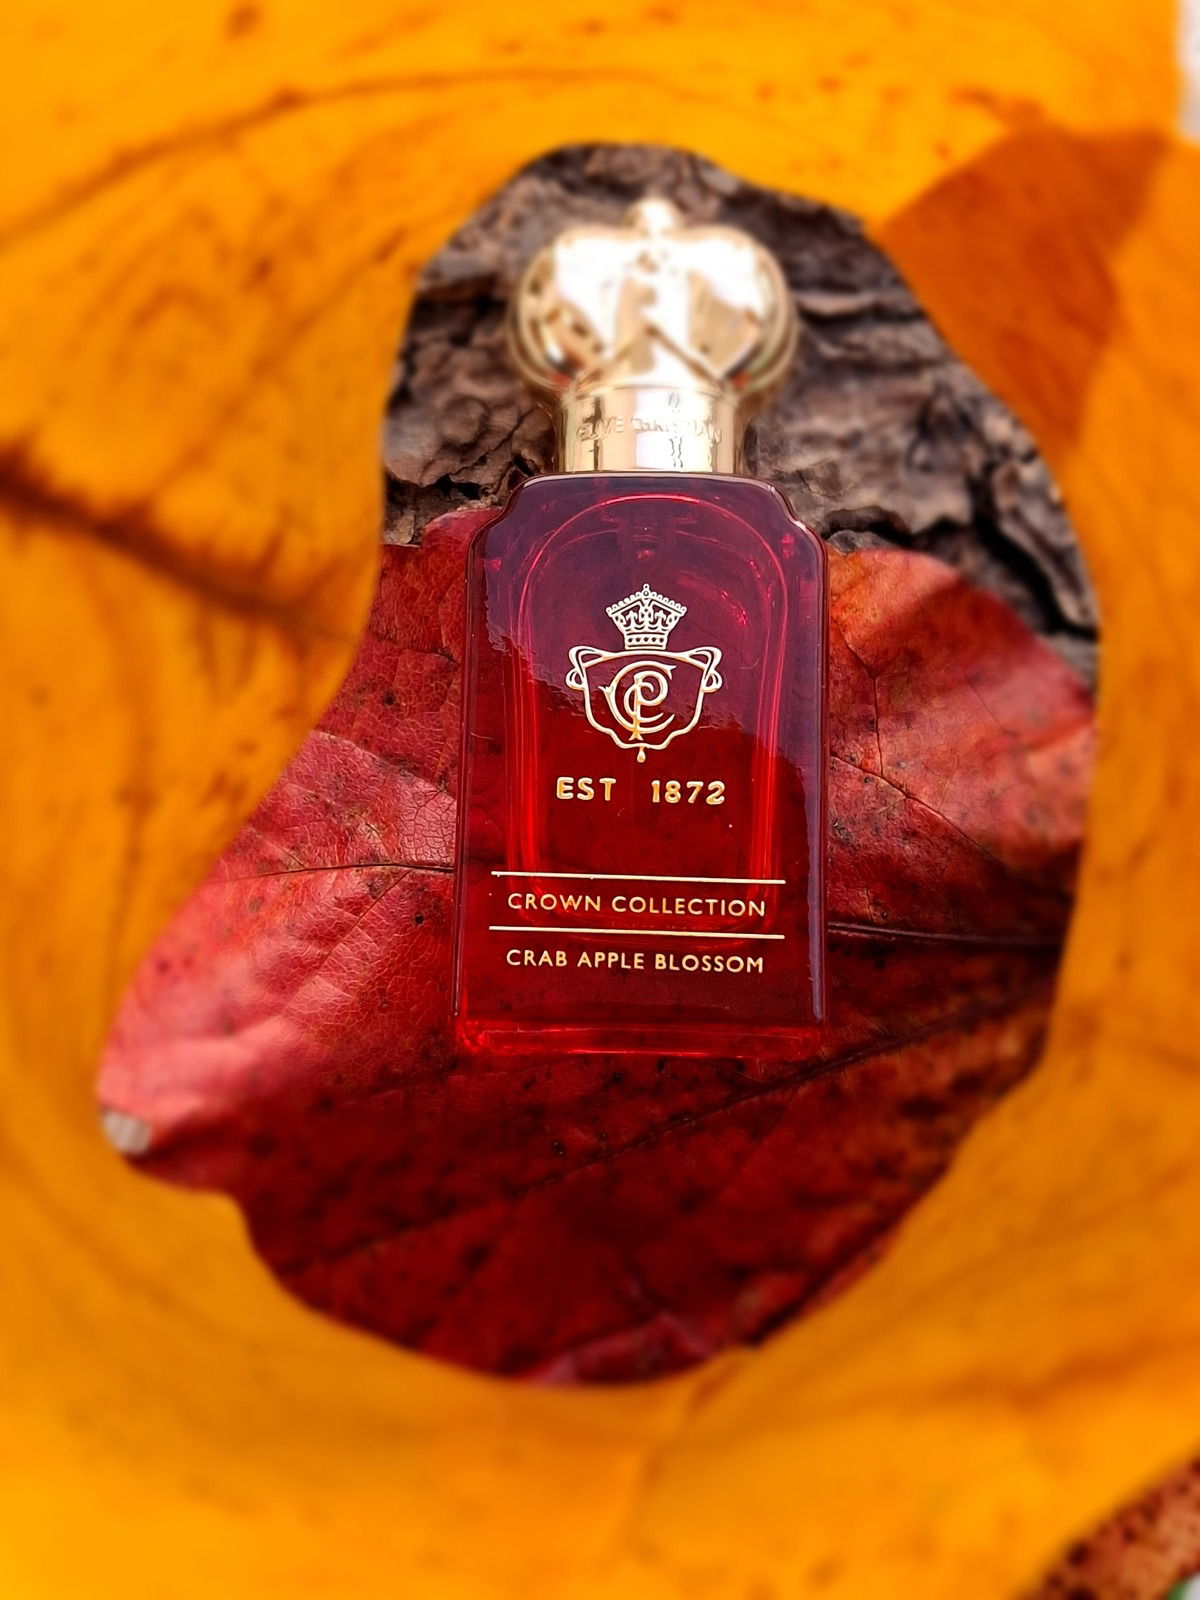 CLIVE CHRISTIAN
EST 1872
CROWN COLLECTION
CRAB APPLE BLOSSOM